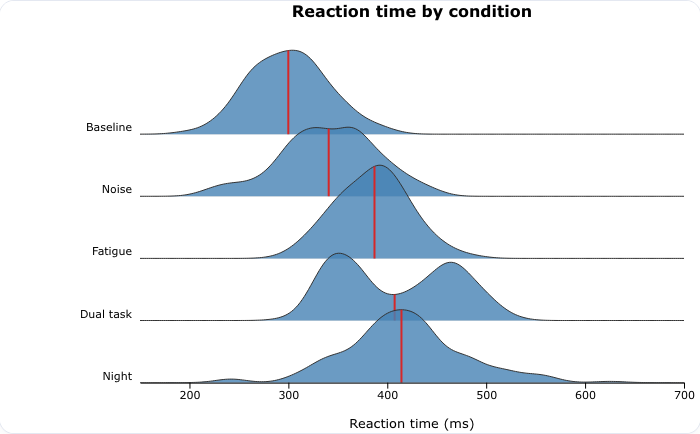 Reaction time by condition
Baseline
Noise
Fatigue
Dual task
Night
200 300 400 500 600 700
Reaction time (ms)